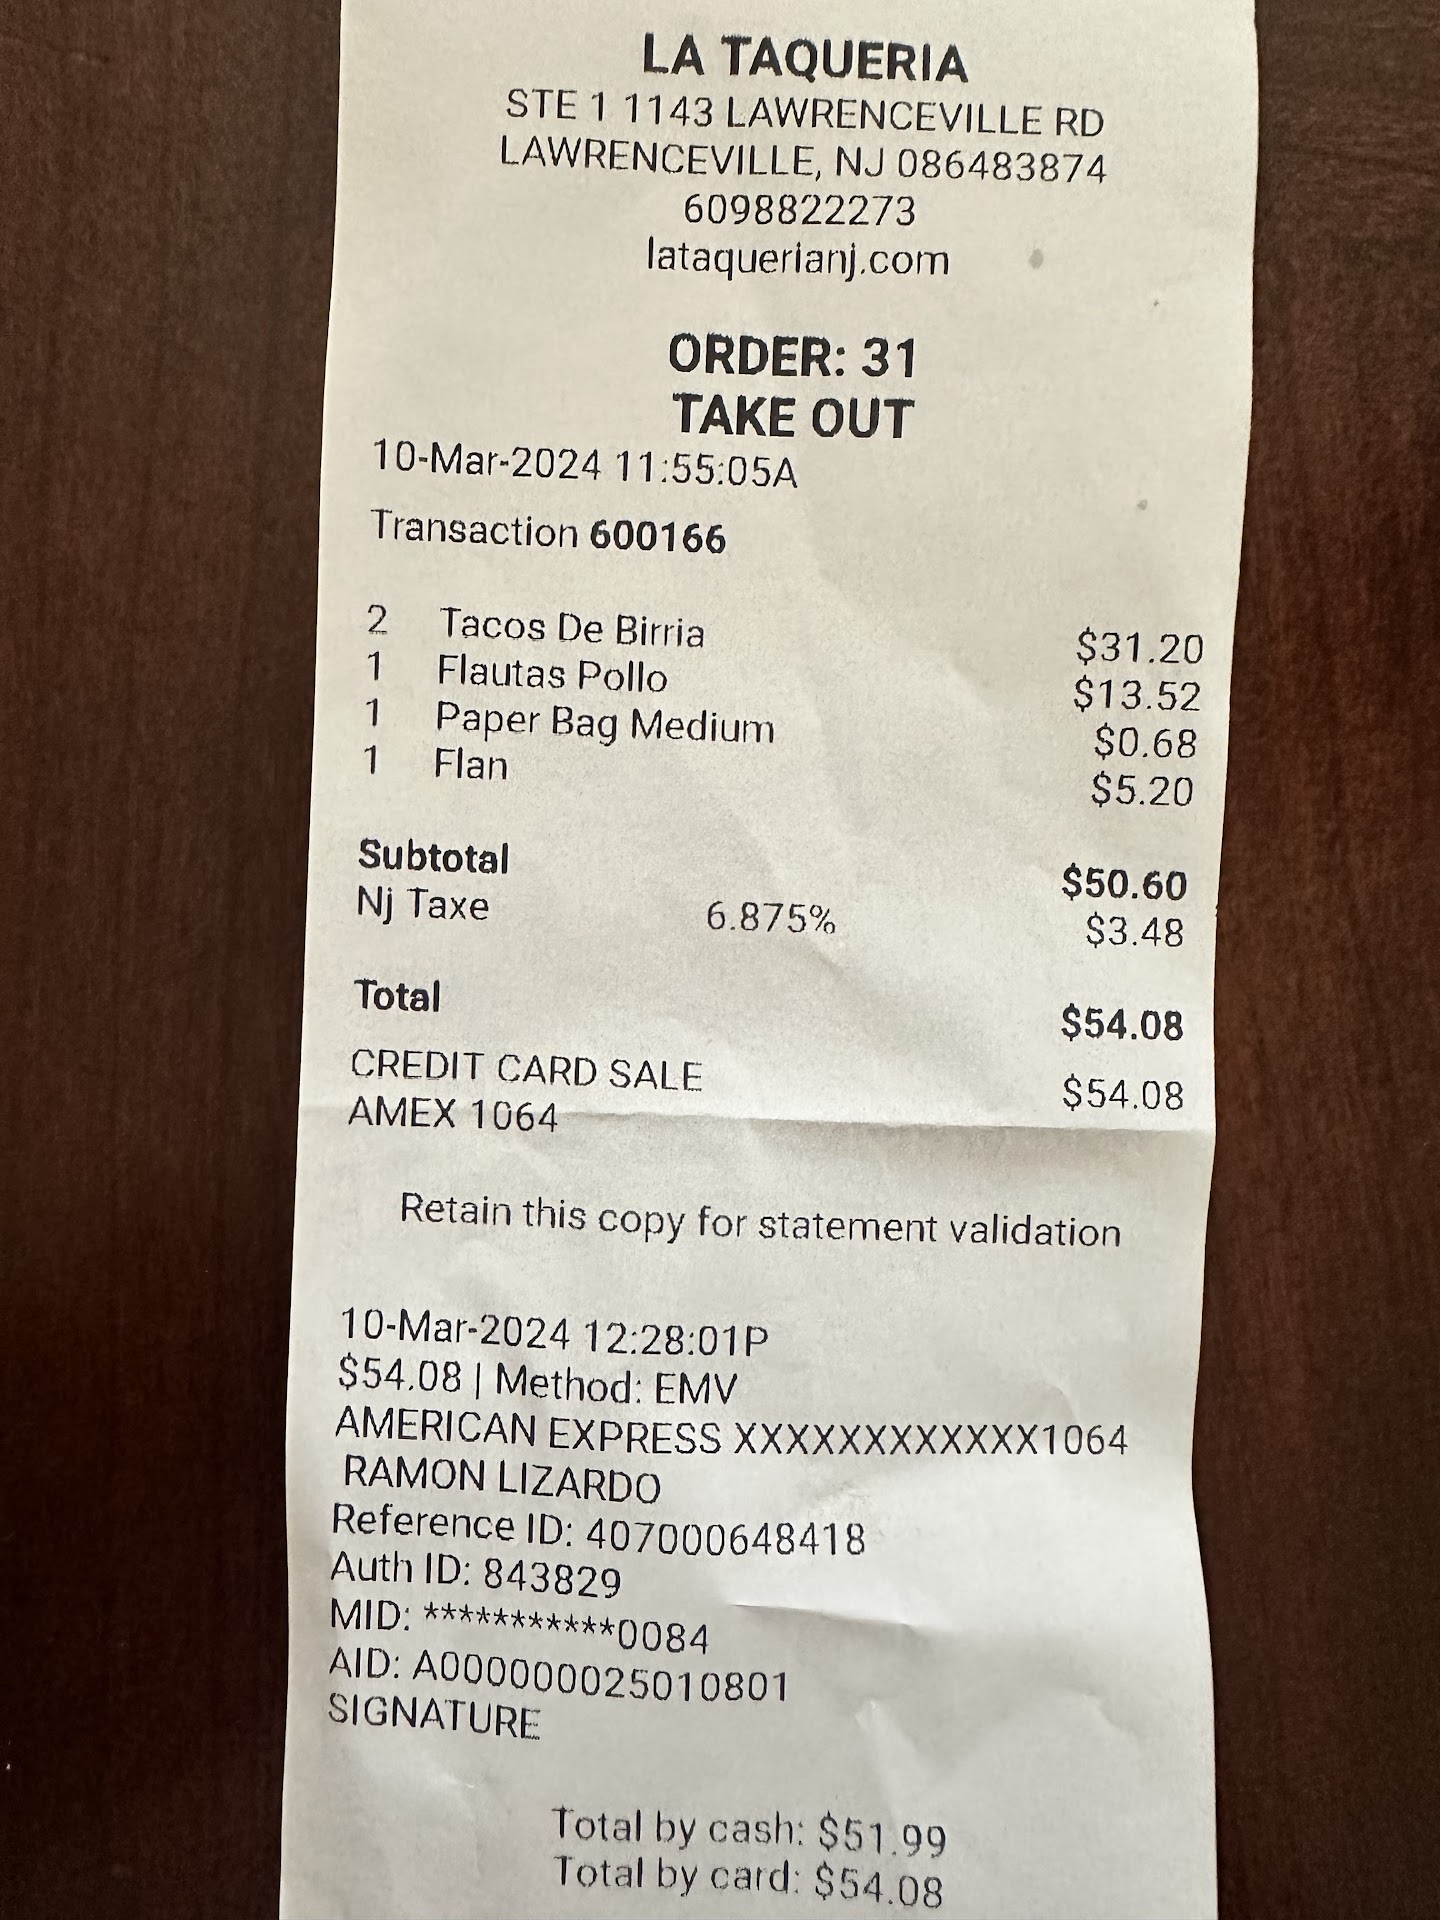 LA TAQUERIA
STE 1 1143 LAWRENCEVILLE RD
LAWRENCEVILLE, NJ 086483874
6098822273
lataquerianj.com
ORDER: 31
TAKE OUT
10-Mar-2024 11:55:05A
Transaction 600166
2 Tacos De Birria $31.20
1 Flautas Pollo $13.52
1 Paper Bag Medium $0.68
1 Flan $5.20
Subtotal $50.60
Nj Taxe 6.875% $3.48
Total $54.08
CREDIT CARD SALE $54.08
AMEX 1064
Retain this copy for statement validation
10-Mar-2024 12:28:01P
$54.08 | Method: EMV
AMERICAN EXPRESS XXXXXXXXXXXX1064
RAMON LIZARDO
Reference ID: 407000648418
Auth ID: 843829
MID: ***********0084
AID: A000000025010801
SIGNATURE
Total by cash: $51.99
Total by card: $54.08